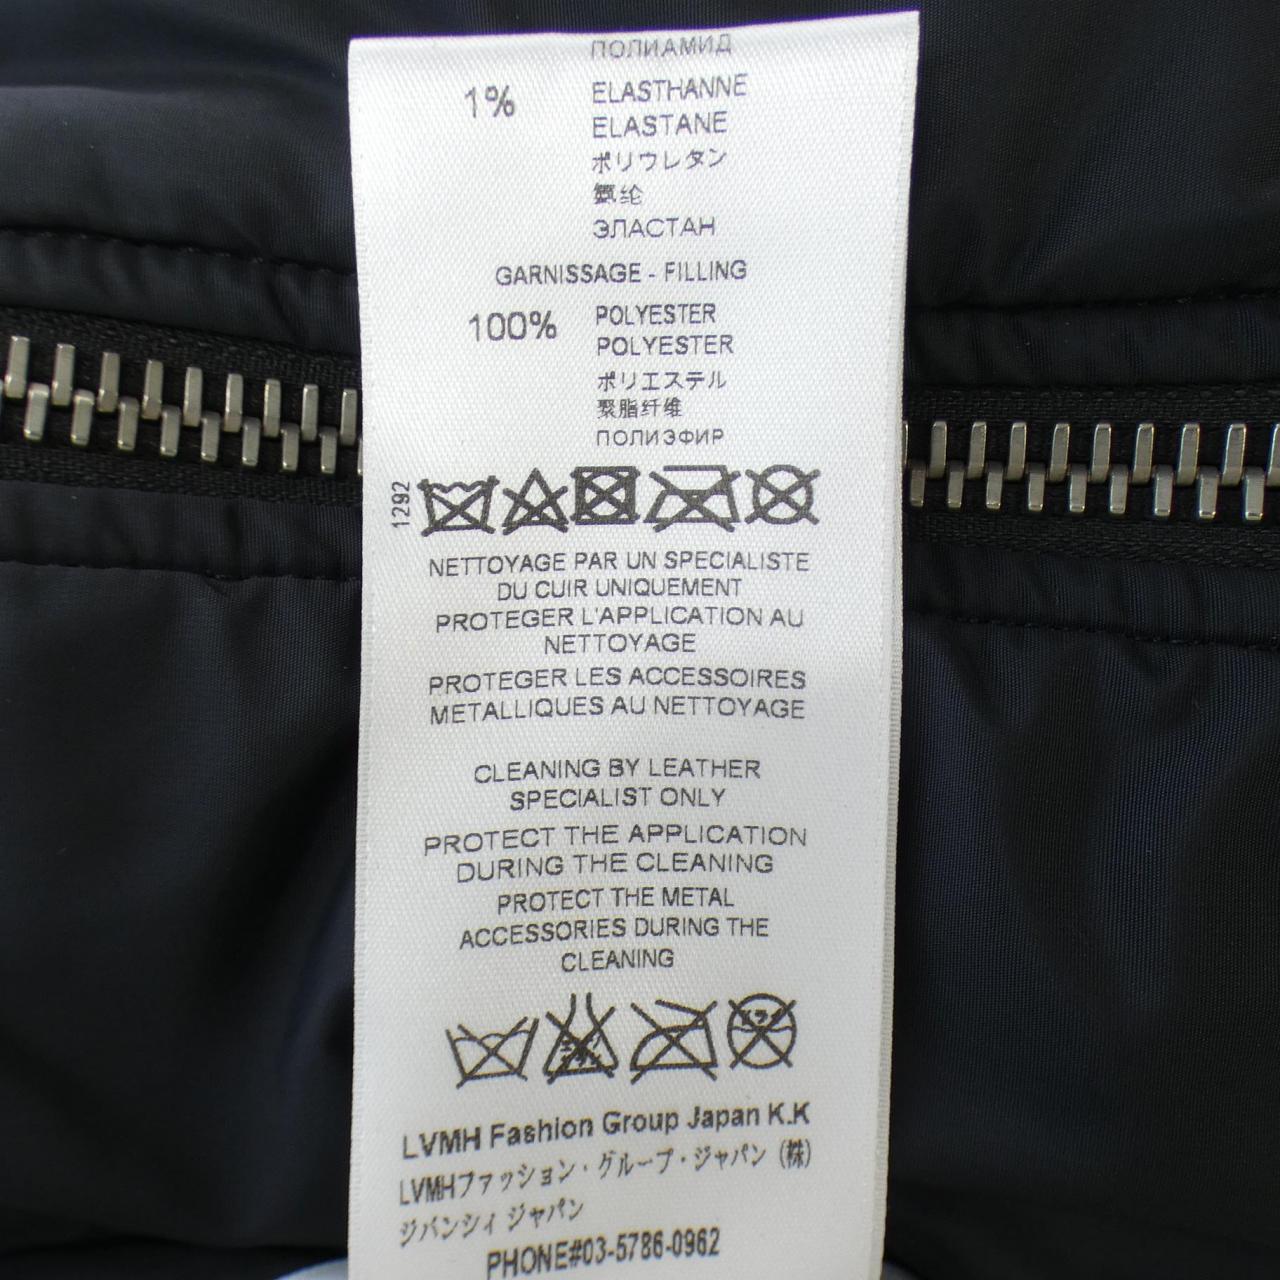 ПОЛИАМИД
1% ELASTHANNE
ELASTANE
ポリウレタン
氨纶
ЭЛАСТАН
GARNISSAGE - FILLING
100% POLYESTER
POLYESTER
ポリエステル
聚脂纤维
ПОЛИЭФИР
1292
NETTOYAGE PAR UN SPECIALISTE
DU CUIR UNIQUEMENT
PROTEGER L'APPLICATION AU
NETTOYAGE
PROTEGER LES ACCESSOIRES
METALLIQUES AU NETTOYAGE
CLEANING BY LEATHER
SPECIALIST ONLY
PROTECT THE APPLICATION
DURING THE CLEANING
PROTECT THE METAL
ACCESSORIES DURING THE
CLEANING
LVMH Fashion Group Japan K.K
LVMHファッション・グループ・ジャパン（株）
ジバンシィ ジャパン
PHONE#03-5786-0962